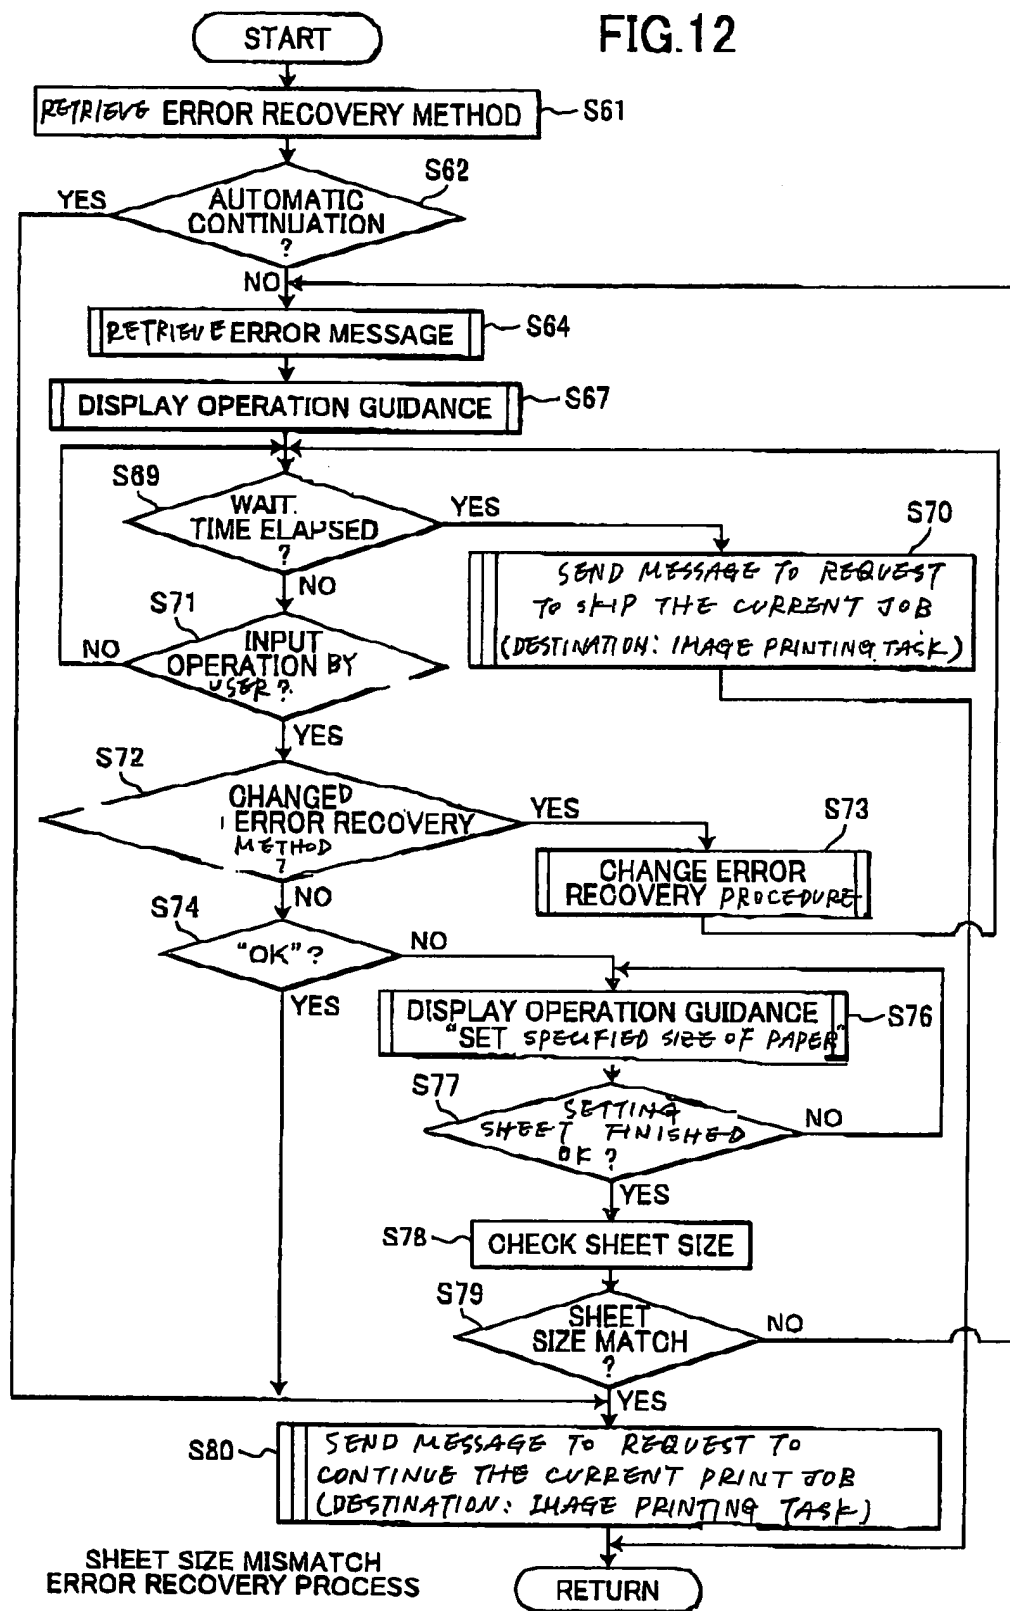 FIG.12
START
RETRIEVE ERROR RECOVERY METHOD
S61
S62
YES
AUTOMATIC
CONTINUATION
?
NO
RETRIEVE ERROR MESSAGE
S64
DISPLAY OPERATION GUIDANCE
S67
S69
WAIT.
TIME ELAPSED
?
YES
NO
S70
SEND MESSAGE TO REQUEST
TO SKIP THE CURRENT JOB
(DESTINATION: IMAGE PRINTING TASK)
S71
NO
INPUT
OPERATION BY
USER?
YES
S72
CHANGED
ERROR RECOVERY
METHOD
?
YES
NO
S73
CHANGE ERROR
RECOVERY PROCEDURE
S74
"OK"?
NO
YES
DISPLAY OPERATION GUIDANCE
"SET SPECIFIED SIZE OF PAPER"
S76
S77
SETTING
SHEET FINISHED
OK?
NO
YES
S78
CHECK SHEET SIZE
S79
SHEET
SIZE MATCH
?
NO
YES
S80
SEND MESSAGE TO REQUEST TO
CONTINUE THE CURRENT PRINT JOB
(DESTINATION: IMAGE PRINTING TASK)
SHEET SIZE MISMATCH
ERROR RECOVERY PROCESS
RETURN